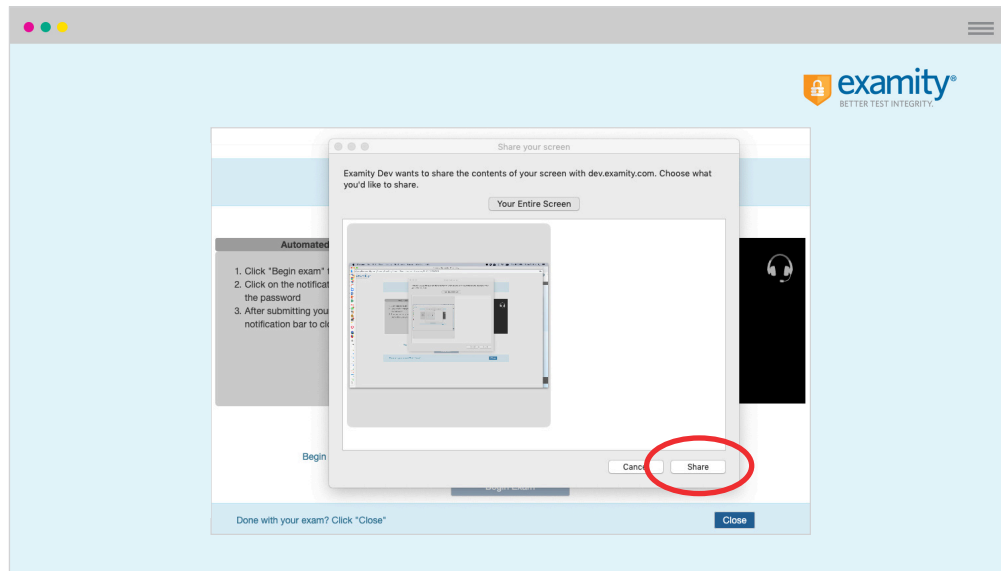 examity®
BETTER TEST INTEGRITY.
Share your screen
Examity Dev wants to share the contents of your screen with dev.examity.com. Choose what
you'd like to share.
Your Entire Screen
Automated
1. Click "Begin exam"
2. Click on the notificat
the password
3. After submitting you
notification bar to clo
Begin
Cance
Share
Begin Exam
Done with your exam? Click "Close"
Close